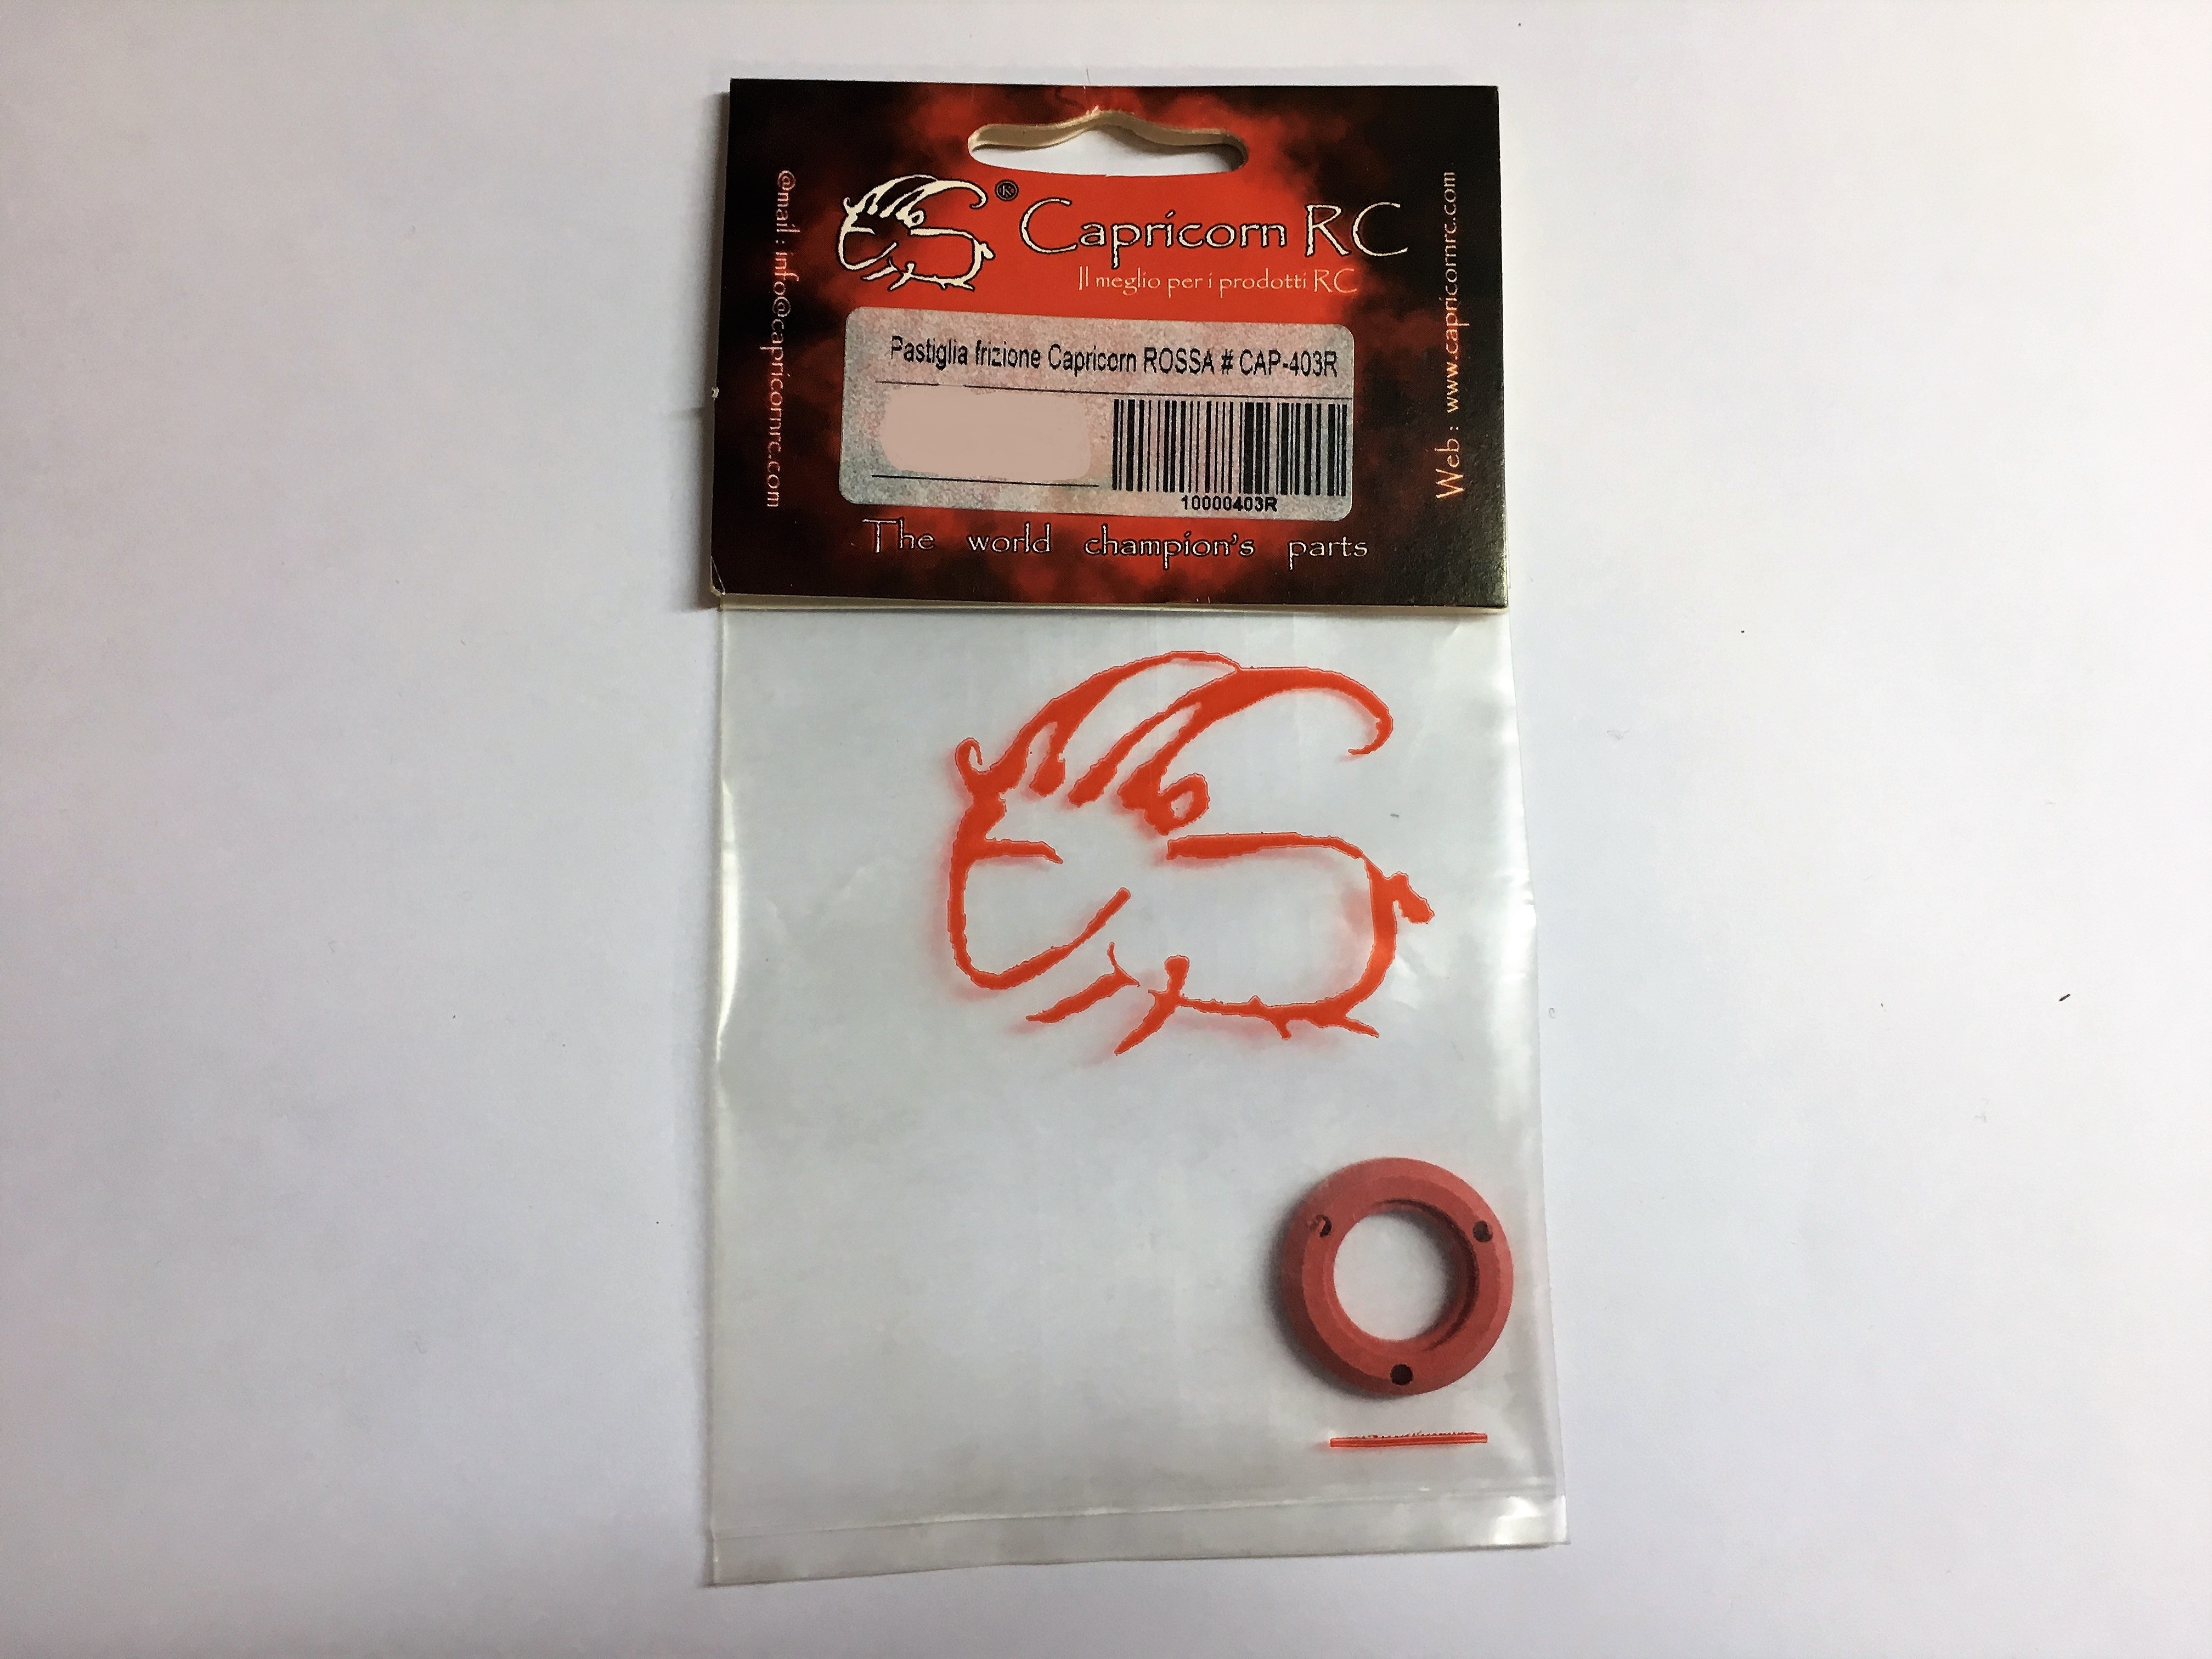 ®
Capricorn RC
Il meglio per i prodotti RC
@mail : info@capricornrc.com
Web : www.capricornrc.com
Pastiglia frizione Capricorn ROSSA # CAP-403R
10000403R
The world champion's parts